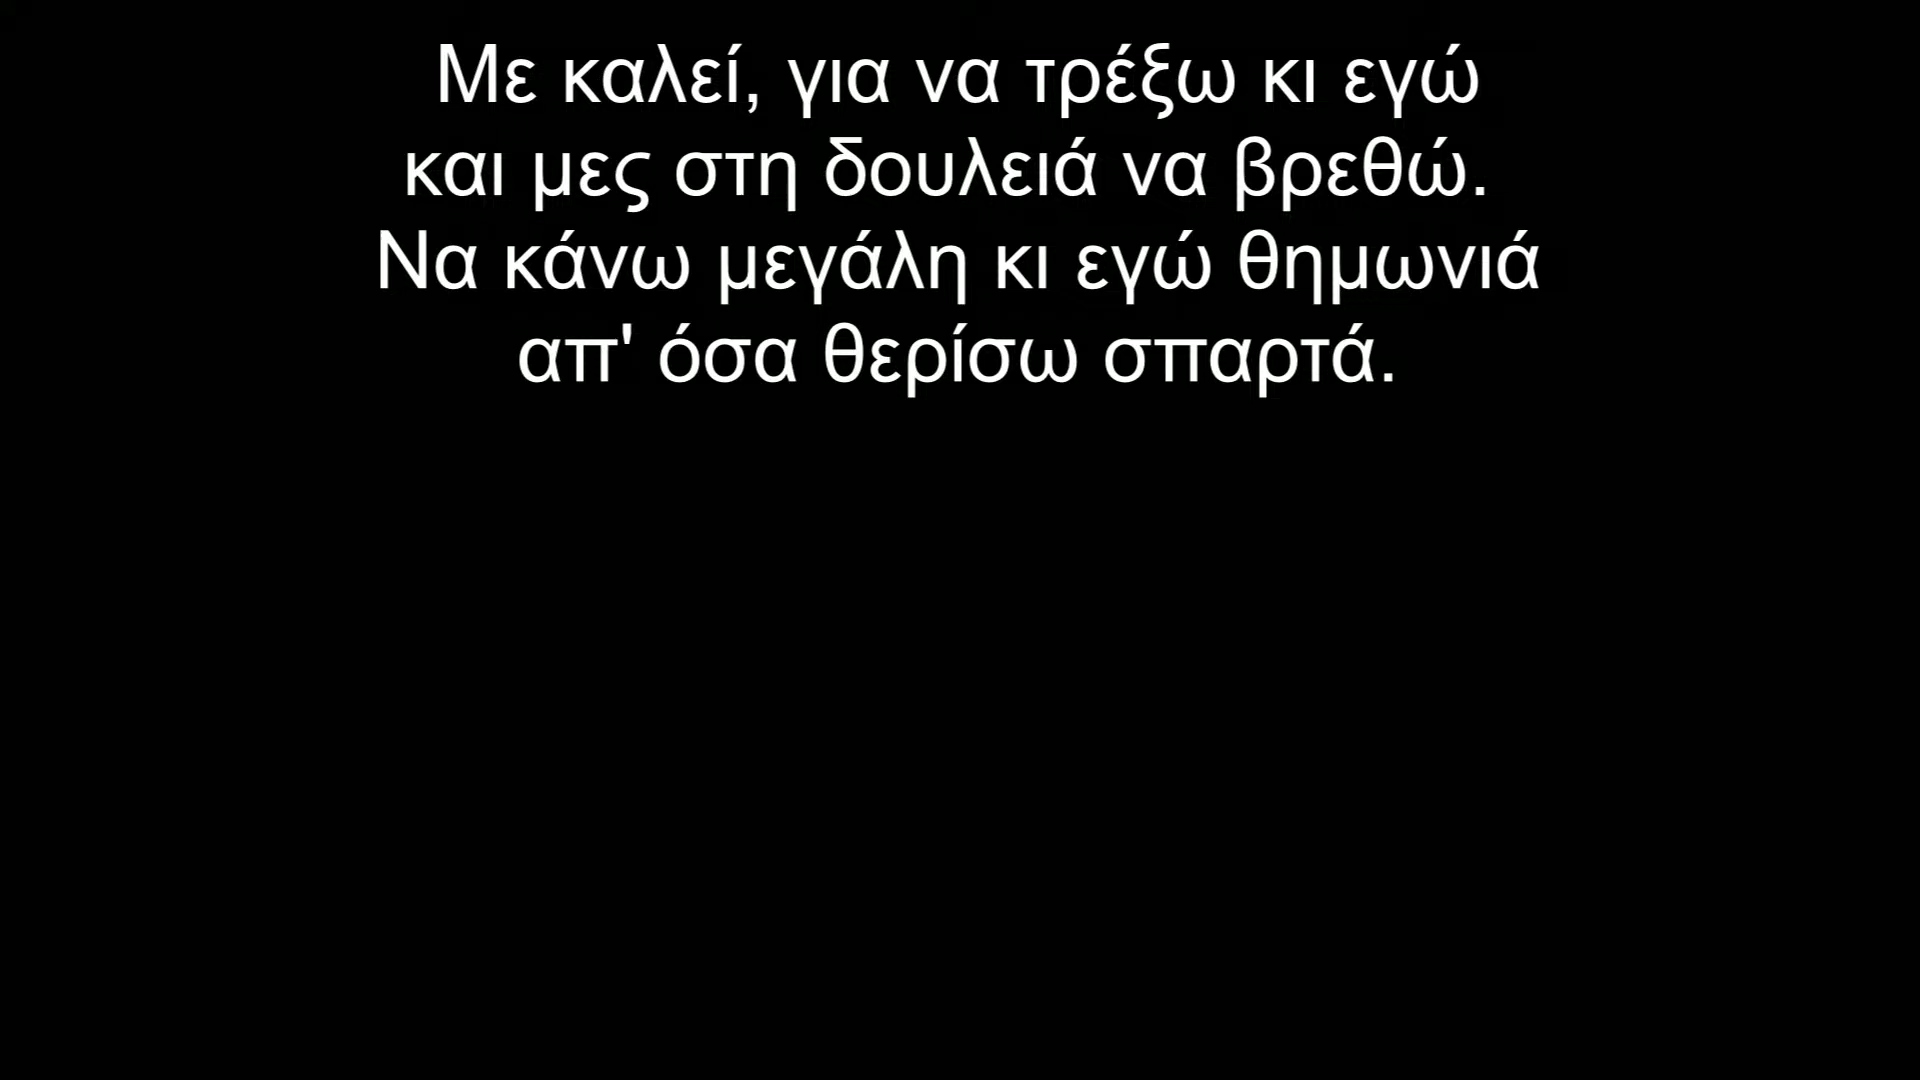 Με καλεί, για να τρέξω κι εγώ
και μες στη δουλειά να βρεθώ.
Να κάνω μεγάλη κι εγώ θημωνιά
απ' όσα θερίσω σπαρτά.